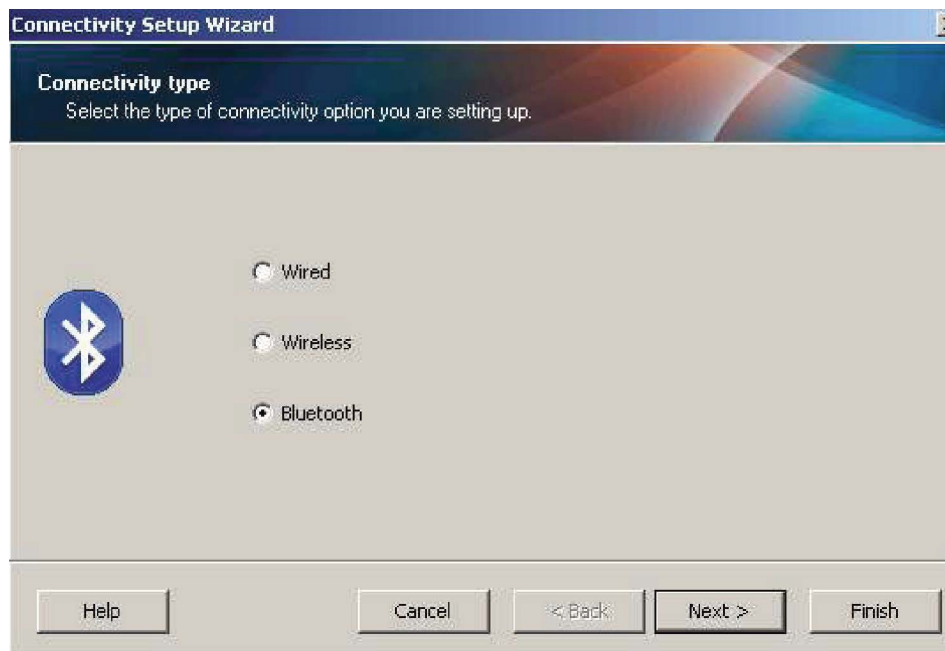 Connectivity Setup Wizard
Connectivity type
Select the type of connectivity option you are setting up.
Wired
Wireless
Bluetooth
Help
Cancel
< Back
Next >
Finish